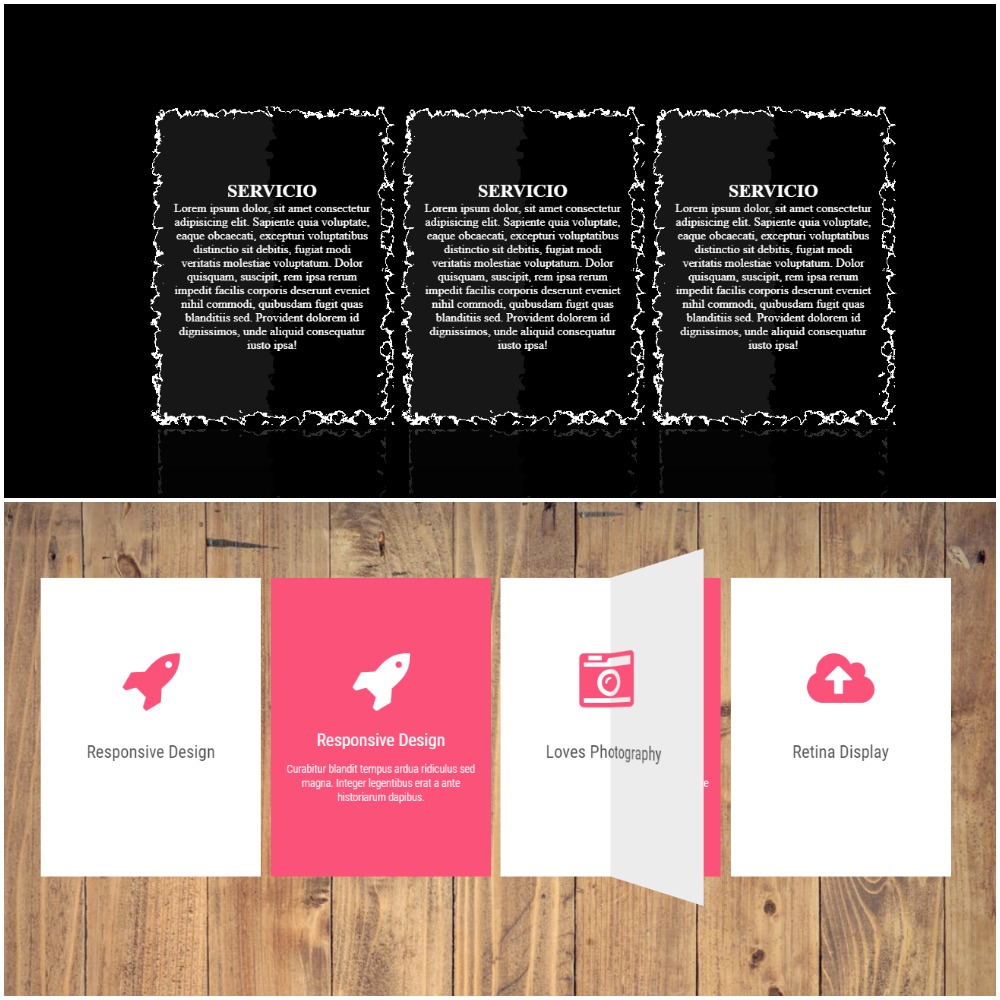 SERVICIO
Lorem ipsum dolor, sit amet consectetur
adipisicing elit. Sapiente quia voluptate,
eaque obcaecati, excepturi voluptatibus
distinctio sit debitis, fugiat modi
veritatis molestiae voluptatum. Dolor
quisquam, suscipit, rem ipsa rerum
impedit facilis corporis deserunt eveniet
nihil commodi, quibusdam fugit quas
blanditiis sed. Provident dolorem id
dignissimos, unde aliquid consequatur
iusto ipsa!
SERVICIO
Lorem ipsum dolor, sit amet consectetur
adipisicing elit. Sapiente quia voluptate,
eaque obcaecati, excepturi voluptatibus
distinctio sit debitis, fugiat modi
veritatis molestiae voluptatum. Dolor
quisquam, suscipit, rem ipsa rerum
impedit facilis corporis deserunt eveniet
nihil commodi, quibusdam fugit quas
blanditiis sed. Provident dolorem id
dignissimos, unde aliquid consequatur
iusto ipsa!
SERVICIO
Lorem ipsum dolor, sit amet consectetur
adipisicing elit. Sapiente quia voluptate,
eaque obcaecati, excepturi voluptatibus
distinctio sit debitis, fugiat modi
veritatis molestiae voluptatum. Dolor
quisquam, suscipit, rem ipsa rerum
impedit facilis corporis deserunt eveniet
nihil commodi, quibusdam fugit quas
blanditiis sed. Provident dolorem id
dignissimos, unde aliquid consequatur
iusto ipsa!
Responsive Design
Responsive Design
Curabitur blandit tempus ardua ridiculus sed
magna. Integer legentibus erat a ante
historiarum dapibus.
Loves Photography
Retina Display